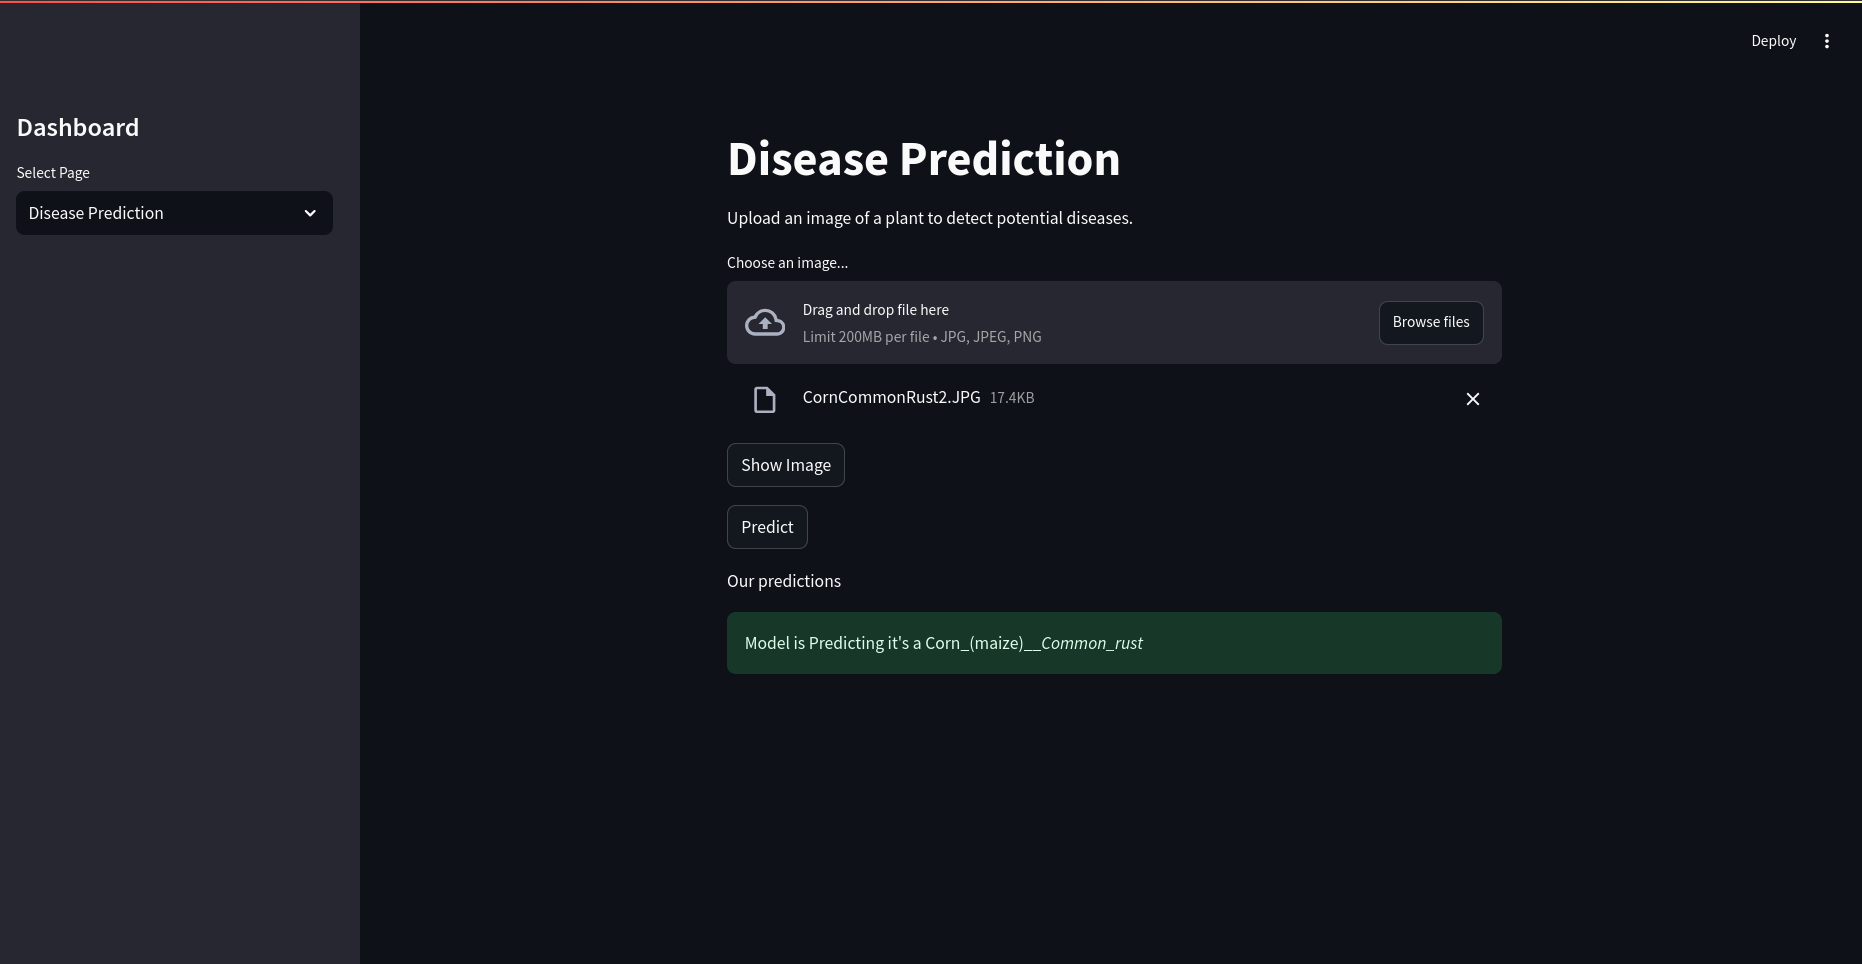 Deploy
Dashboard
Select Page
Disease Prediction
Disease Prediction
Upload an image of a plant to detect potential diseases.
Choose an image...
Drag and drop file here
Limit 200MB per file • JPG, JPEG, PNG
Browse files
CornCommonRust2.JPG 17.4KB
Show Image
Predict
Our predictions
Model is Predicting it's a Corn_(maize)__Common_rust